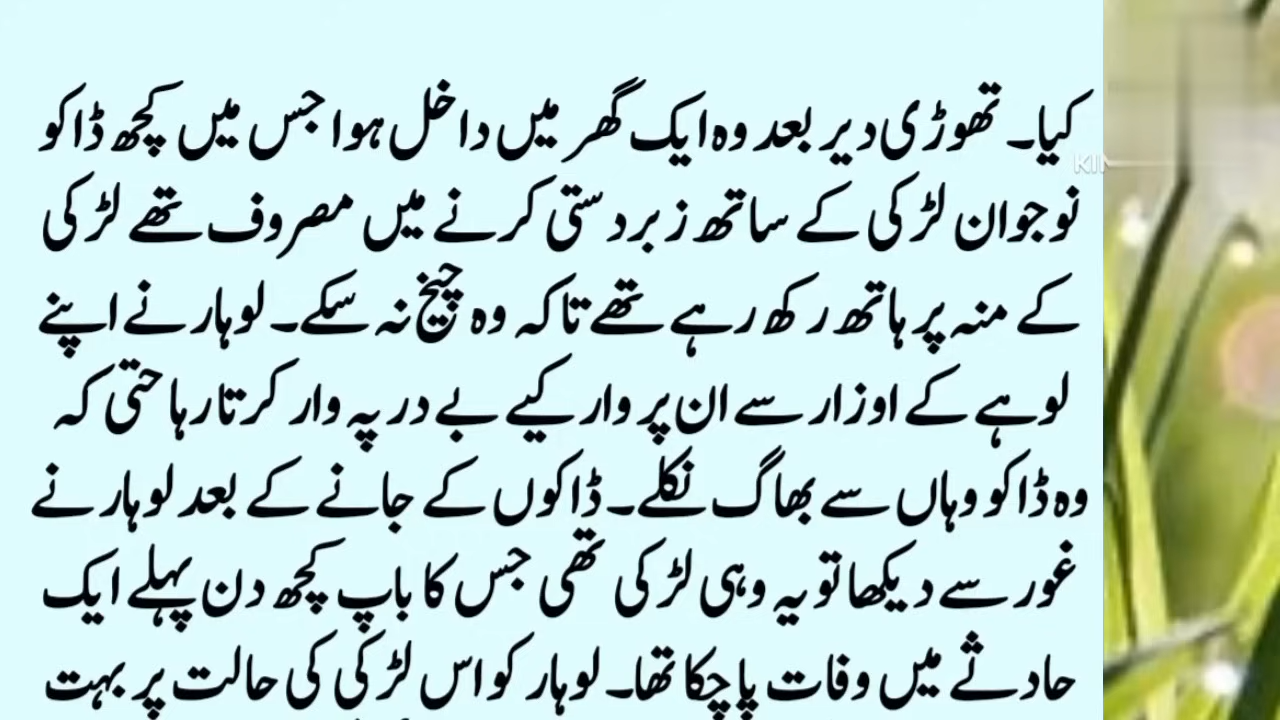 کیا۔ تھوڑی دیر بعد وہ ایک گھر میں داخل ہوا جس میں کچھ ڈاکو
نوجوان لڑکی کے ساتھ زبردستی کرنے میں مصروف تھے لڑکی
کے منہ پر ہاتھ رکھ رہے تھے تاکہ وہ چیخ نہ سکے۔ لوہار نے اپنے
لوہے کے اوزار سے ان پر وار کیے بے در پہ وار کرتا رہا حتیٰ کہ
وہ ڈاکو وہاں سے بھاگ نکلے۔ ڈاکوں کے جانے کے بعد لوہار نے
غور سے دیکھا تو یہ وہی لڑکی تھی جس کا باپ کچھ دن پہلے ایک
حادثے میں وفات پا چکا تھا۔ لوہار کو اس لڑکی کی حالت پر بہت